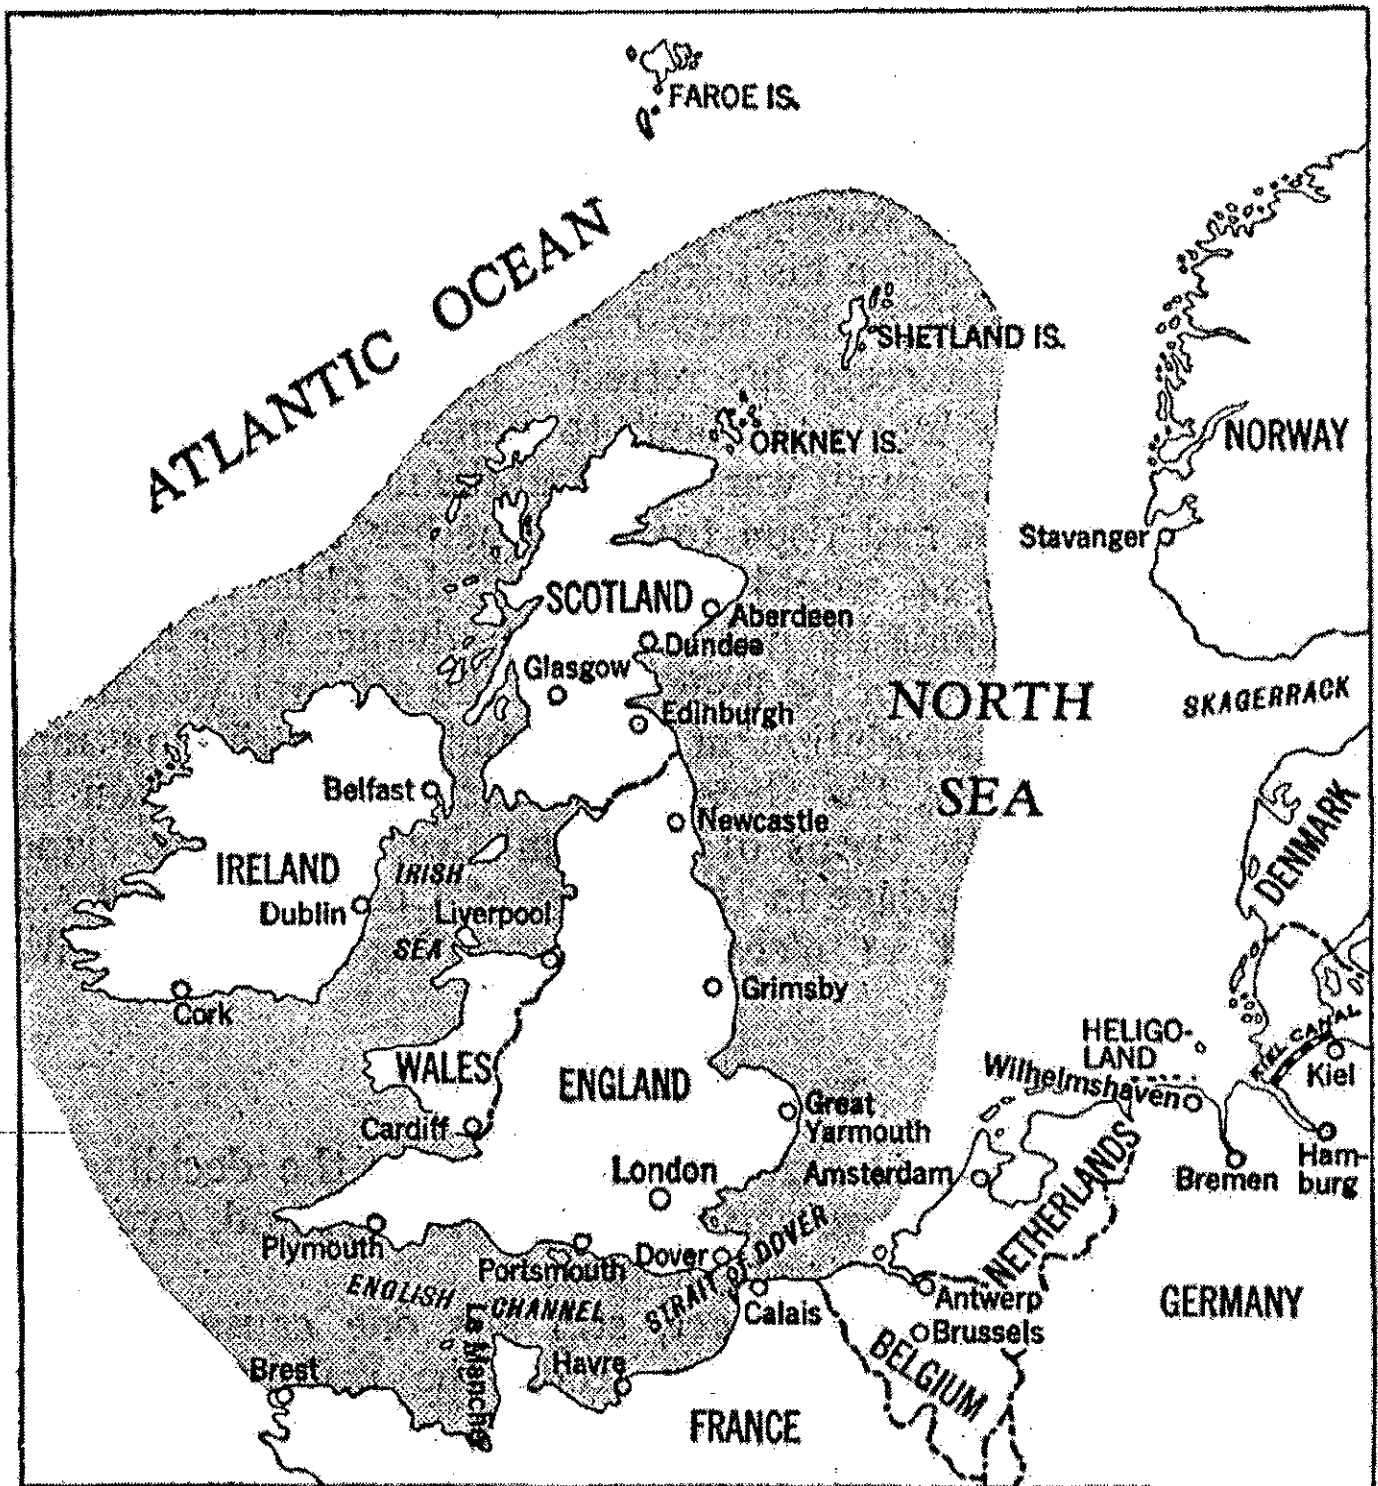 FAROE IS.
ATLANTIC OCEAN
SHETLAND IS.
ORKNEY IS.
NORWAY
Stavanger
SCOTLAND
Aberdeen
Dundee
Glasgow
Edinburgh
NORTH
SEA
SKAGERRACK
Belfast
Newcastle
DENMARK
IRELAND
IRISH
SEA
Dublin
Liverpool
Cork
Grimsby
HELIGO-
LAND
KIEL CANAL
Kiel
Wilhelmshaven
WALES
ENGLAND
Great
Yarmouth
Cardiff
Ham-
burg
Bremen
Amsterdam
NETHERLANDS
London
Plymouth
Portsmouth
Dover
STRAIT of DOVER
ENGLISH
CHANNEL
La Manche
Calais
Antwerp
Brussels
BELGIUM
GERMANY
Brest
Havre
FRANCE